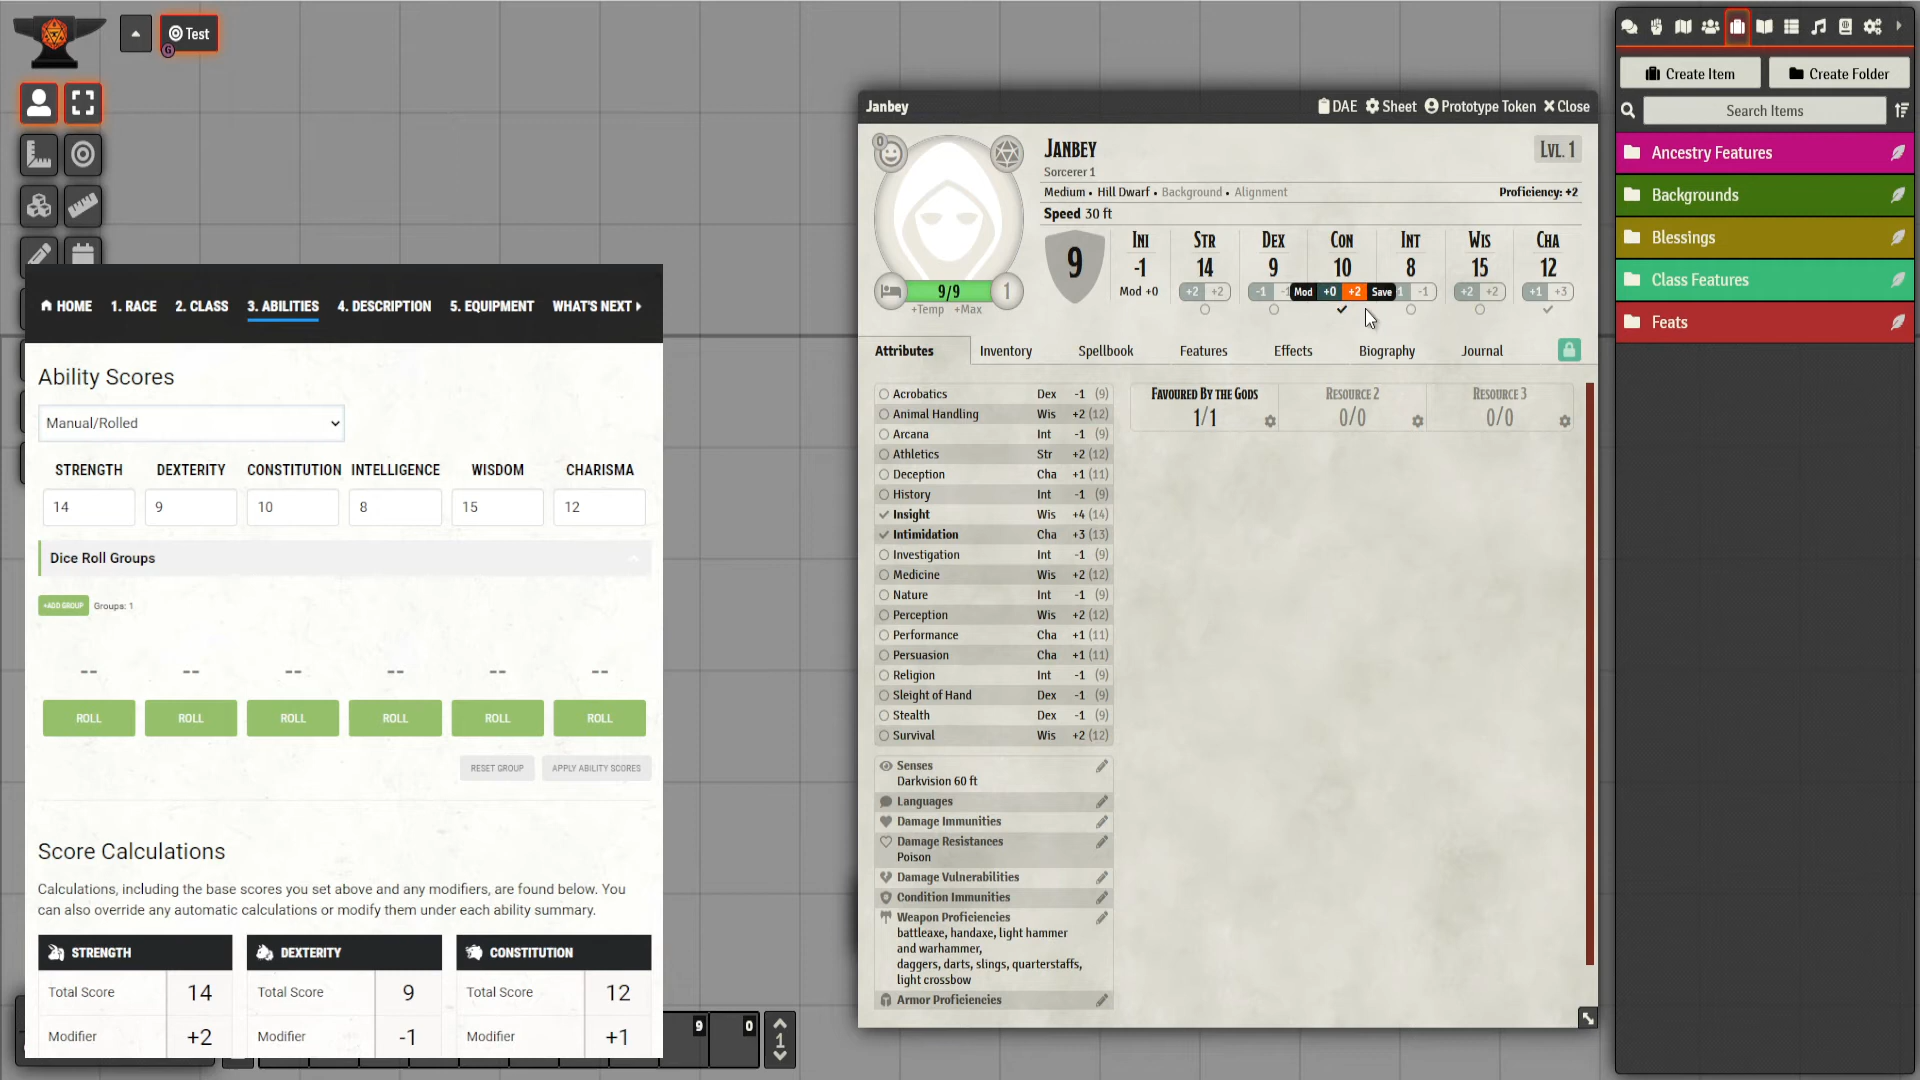 Test
G
HOME 1. RACE 2. CLASS 3. ABILITIES 4. DESCRIPTION 5. EQUIPMENT WHAT'S NEXT
Ability Scores
Manual/Rolled
STRENGTH DEXTERITY CONSTITUTION INTELLIGENCE WISDOM CHARISMA
14 9 10 8 15 12
Dice Roll Groups
+ADD GROUP Groups: 1
-- -- -- -- -- --
ROLL ROLL ROLL ROLL ROLL ROLL
RESET GROUP APPLY ABILITY SCORES
Score Calculations
Calculations, including the base scores you set above and any modifiers, are found below. You
can also override any automatic calculations or modify them under each ability summary.
STRENGTH DEXTERITY CONSTITUTION
Total Score 14 Total Score 9 Total Score 12
Modifier +2 Modifier -1 Modifier +1
9 0 1
Janbey DAE Sheet Prototype Token Close
0
JANBEY LVL. 1
Sorcerer 1
Medium • Hill Dwarf • Background • Alignment Proficiency: +2
Speed 30 ft
9
INI STR DEX CON INT WIS CHA
-1 14 9 10 8 15 12
Mod +0 +2 +2 -1 Mod +0 +2 Save -1 +2 +2 +1 +3
9/9 1
+Temp +Max
Attributes Inventory Spellbook Features Effects Biography Journal
Acrobatics Dex -1 (9)
Animal Handling Wis +2 (12)
Arcana Int -1 (9)
Athletics Str +2 (12)
Deception Cha +1 (11)
History Int -1 (9)
Insight Wis +4 (14)
Intimidation Cha +3 (13)
Investigation Int -1 (9)
Medicine Wis +2 (12)
Nature Int -1 (9)
Perception Wis +2 (12)
Performance Cha +1 (11)
Persuasion Cha +1 (11)
Religion Int -1 (9)
Sleight of Hand Dex -1 (9)
Stealth Dex -1 (9)
Survival Wis +2 (12)
Senses
Darkvision 60 ft
Languages
Damage Immunities
Damage Resistances
Poison
Damage Vulnerabilities
Condition Immunities
Weapon Proficiencies
battleaxe, handaxe, light hammer
and warhammer,
daggers, darts, slings, quarterstaffs,
light crossbow
Armor Proficiencies
FAVOURED BY THE GODS RESOURCE 2 RESOURCE 3
1/1 0/0 0/0
Create Item Create Folder
Search Items
Ancestry Features
Backgrounds
Blessings
Class Features
Feats